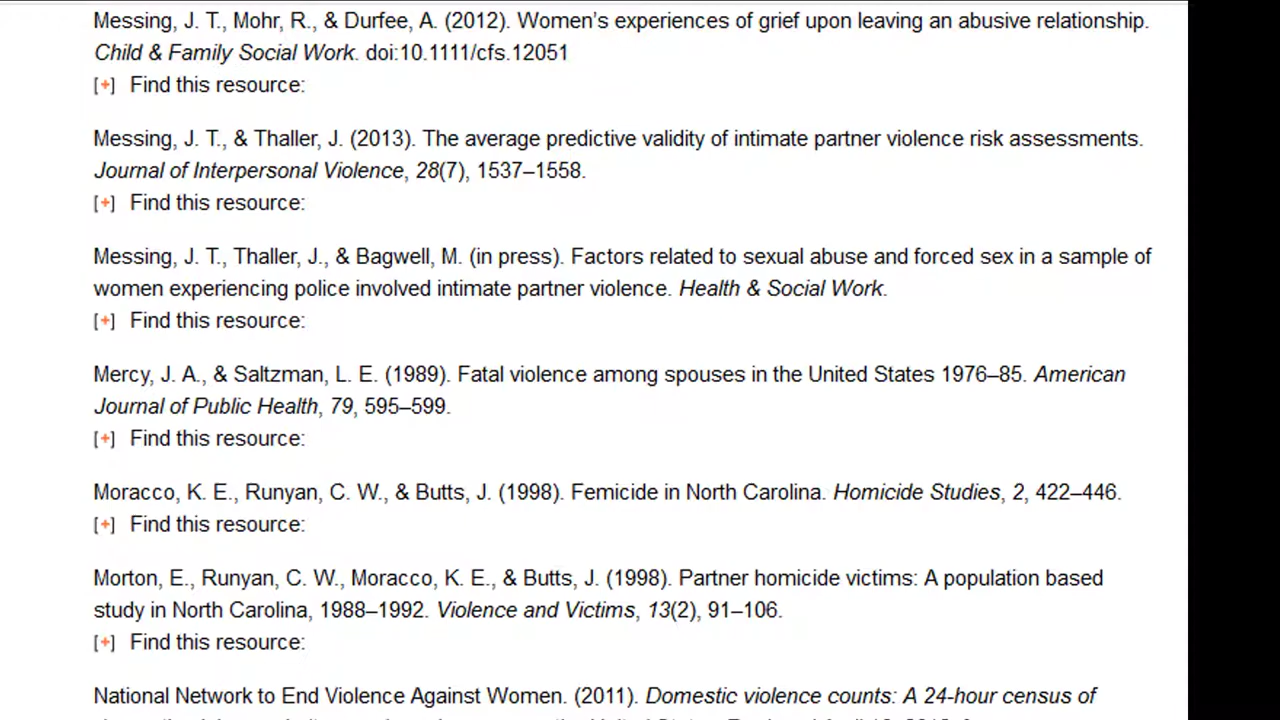 Messing, J. T., Mohr, R., & Durfee, A. (2012). Women’s experiences of grief upon leaving an abusive relationship.
Child & Family Social Work. doi:10.1111/cfs.12051
[+] Find this resource:
Messing, J. T., & Thaller, J. (2013). The average predictive validity of intimate partner violence risk assessments.
Journal of Interpersonal Violence, 28(7), 1537–1558.
[+] Find this resource:
Messing, J. T., Thaller, J., & Bagwell, M. (in press). Factors related to sexual abuse and forced sex in a sample of
women experiencing police involved intimate partner violence. Health & Social Work.
[+] Find this resource:
Mercy, J. A., & Saltzman, L. E. (1989). Fatal violence among spouses in the United States 1976–85. American
Journal of Public Health, 79, 595–599.
[+] Find this resource:
Moracco, K. E., Runyan, C. W., & Butts, J. (1998). Femicide in North Carolina. Homicide Studies, 2, 422–446.
[+] Find this resource:
Morton, E., Runyan, C. W., Moracco, K. E., & Butts, J. (1998). Partner homicide victims: A population based
study in North Carolina, 1988–1992. Violence and Victims, 13(2), 91–106.
[+] Find this resource:
National Network to End Violence Against Women. (2011). Domestic violence counts: A 24-hour census of